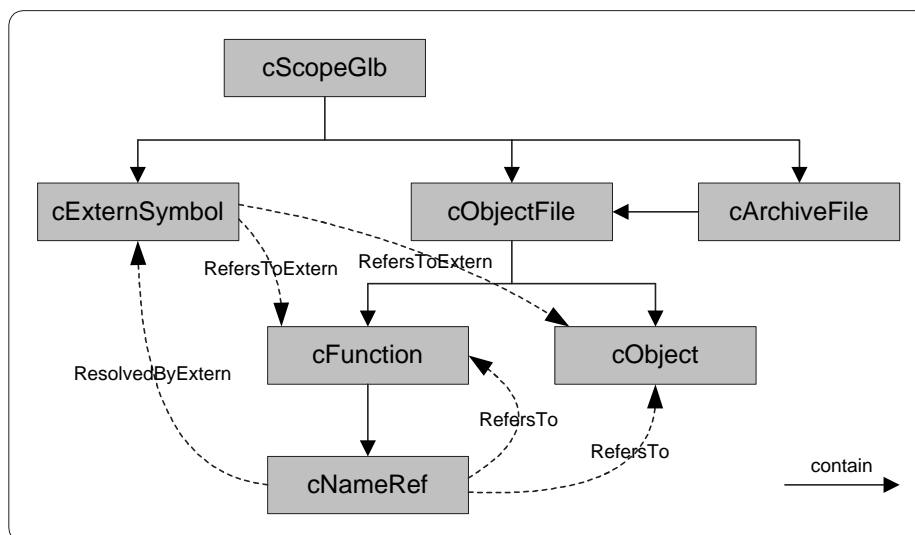 cScopeGlb
cExternSymbol
cObjectFile
cArchiveFile
RefersToExtern
RefersToExtern
cFunction
cObject
ResolvedByExtern
RefersTo
RefersTo
contain
cNameRef